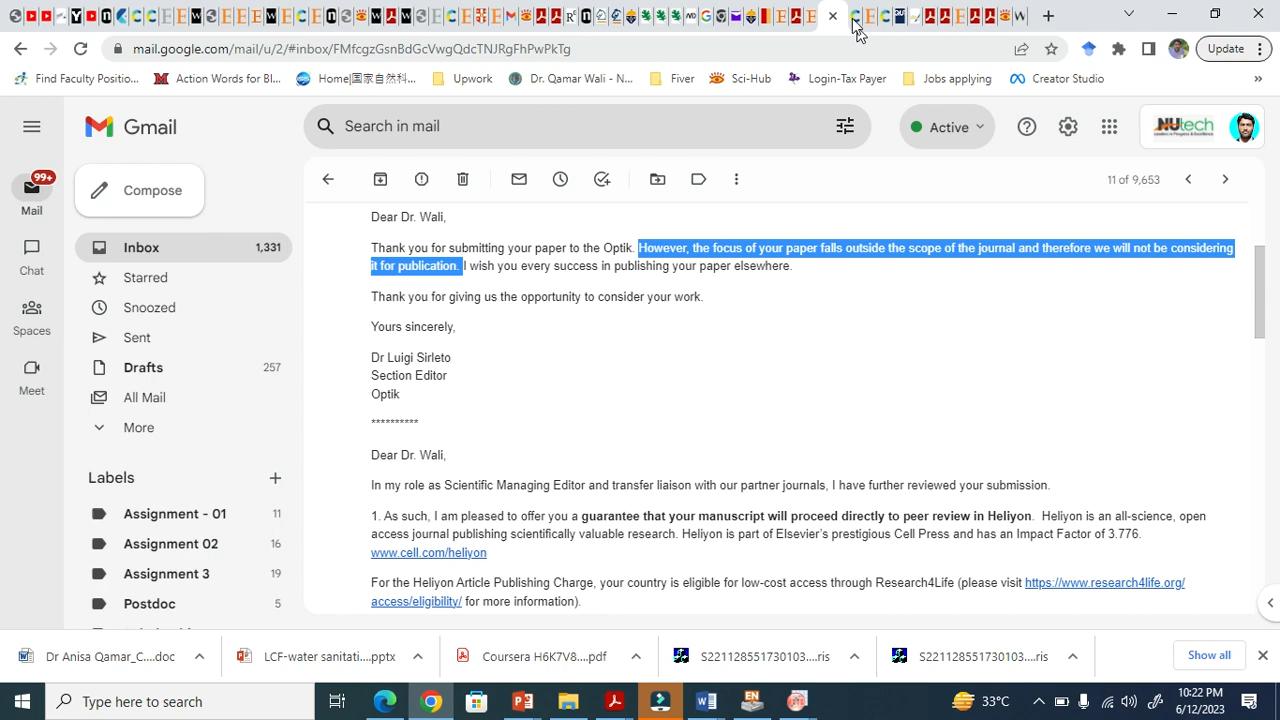 mail.google.com/mail/u/2/#inbox/FMfcgzGsnBdGcVwgQdcTNJRgFhPwPkTg
Update
Find Faculty Positio...
Action Words for Bl...
Home|国家自然科...
Upwork
Dr. Qamar Wali - N...
Fiver
Sci-Hub
Login-Tax Payer
Jobs applying
Creator Studio
»
Gmail
Search in mail
Active
NUtech
99+
Mail
Compose
11 of 9,653
Chat
Spaces
Meet
Inbox 1,331
Starred
Snoozed
Sent
Drafts 257
All Mail
More
Labels
Assignment - 01 11
Assignment 02 16
Assignment 3 19
Postdoc 5
Dear Dr. Wali,
Thank you for submitting your paper to the Optik. However, the focus of your paper falls outside the scope of the journal and therefore we will not be considering
it for publication. I wish you every success in publishing your paper elsewhere.
Thank you for giving us the opportunity to consider your work.
Yours sincerely,
Dr Luigi Sirleto
Section Editor
Optik
**********
Dear Dr. Wali,
In my role as Scientific Managing Editor and transfer liaison with our partner journals, I have further reviewed your submission.
1. As such, I am pleased to offer you a guarantee that your manuscript will proceed directly to peer review in Heliyon. Heliyon is an all-science, open
access journal publishing scientifically valuable research. Heliyon is part of Elsevier's prestigious Cell Press and has an Impact Factor of 3.776.
www.cell.com/heliyon
For the Heliyon Article Publishing Charge, your country is eligible for low-cost access through Research4Life (please visit https://www.research4life.org/
access/eligibility/ for more information).
Dr Anisa Qamar_C....doc
LCF-water sanitati....pptx
Coursera H6K7V8....pdf
S221128551730103....ris
S221128551730103....ris
Show all
Type here to search
33°C
10:22 PM
6/12/2023